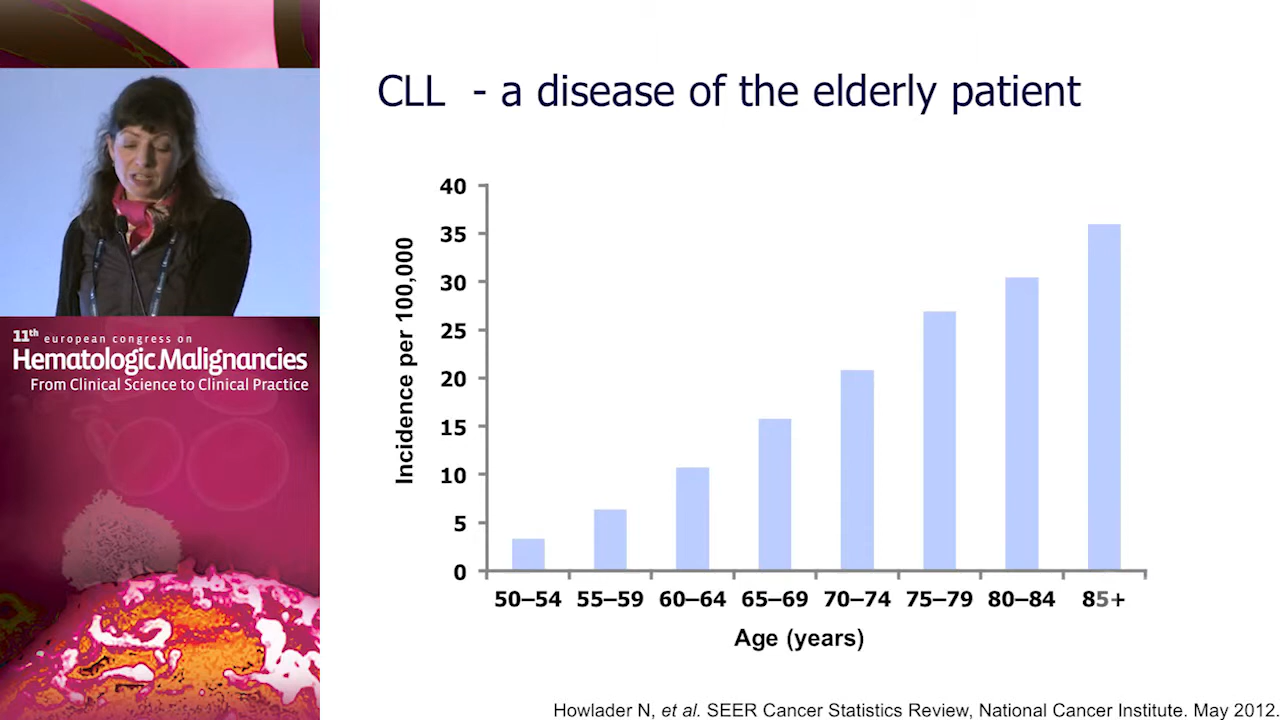 CLL - a disease of the elderly patient
40
35
30
25
20
15
10
5
0
Incidence per 100,000
50–54 55–59 60–64 65–69 70–74 75–79 80–84 85+
Age (years)
Howlader N, et al. SEER Cancer Statistics Review, National Cancer Institute. May 2012.
11th european congress on
Hematologic Malignancies
From Clinical Science to Clinical Practice